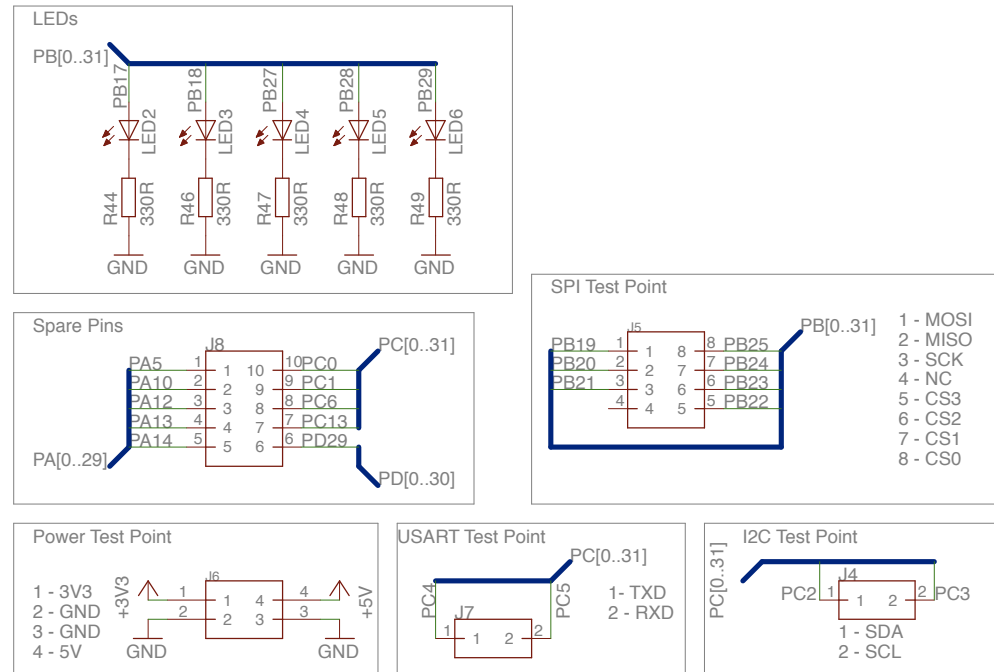 LEDs
PB[0..31]
PB17 PB18 PB27 PB28 PB29
LED2 LED3 LED4 LED5 LED6
R44 330R R46 330R R47 330R R48 330R R49 330R
GND GND GND GND GND
Spare Pins
J8
PC[0..31]
PA5 1 1 10 10 PC0
PA10 2 2 9 9 PC1
PA12 3 3 8 8 PC6
PA13 4 4 7 7 PC13
PA14 5 5 6 6 PD29
PA[0..29]
PD[0..30]
SPI Test Point
J5
PB[0..31]
PB19 1 1 8 8 PB25
PB20 2 2 7 7 PB24
PB21 3 3 6 6 PB23
4 4 5 5 PB22
1 - MOSI
2 - MISO
3 - SCK
4 - NC
5 - CS3
6 - CS2
7 - CS1
8 - CS0
Power Test Point
1 - 3V3
2 - GND
3 - GND
4 - 5V
+3V3
J6
1 1 4 4
2 2 3 3
+5V
GND GND
USART Test Point
PC[0..31]
PC4 PC5
J7
1 1 2 2
1- TXD
2 - RXD
I2C Test Point
PC[0..31]
J4
PC2 1 1 2 2 PC3
1 - SDA
2 - SCL